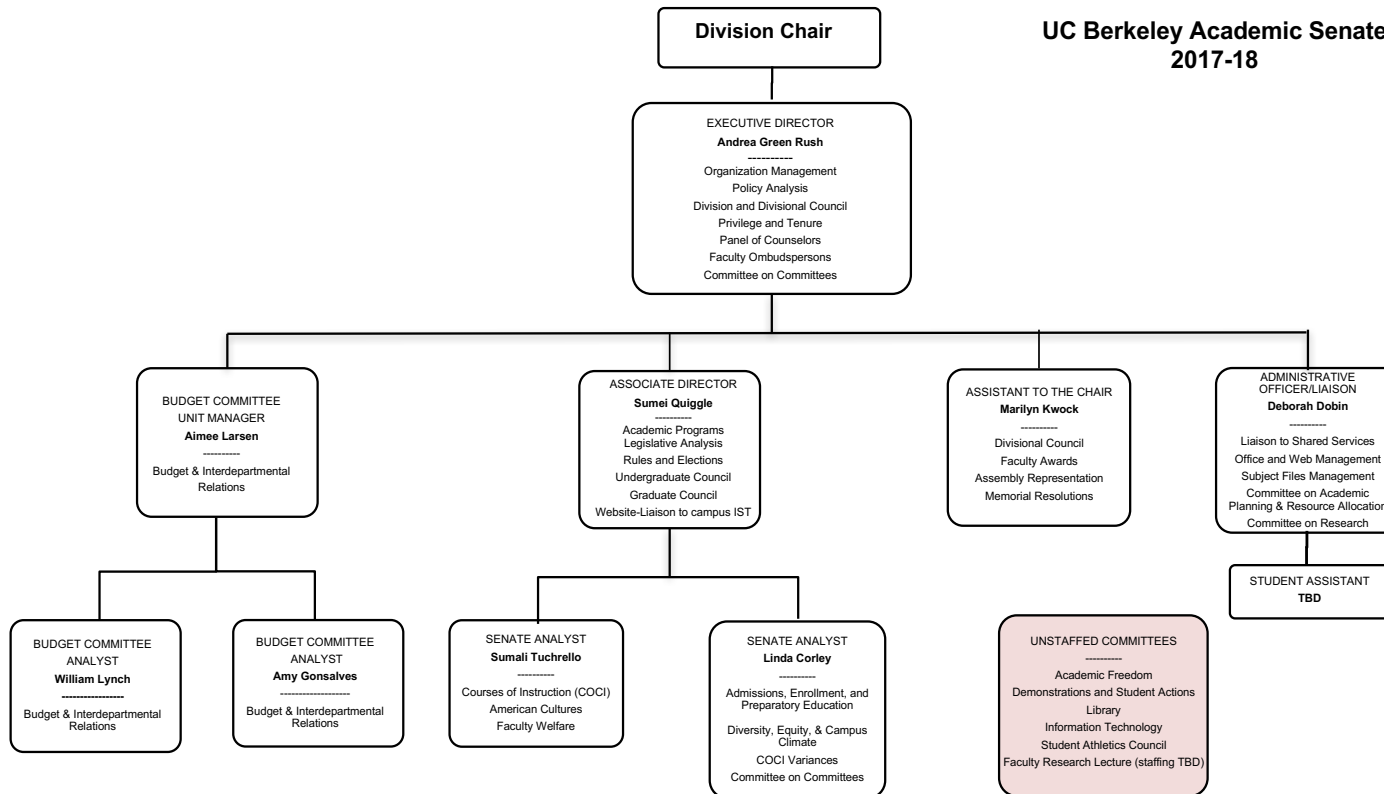 Division Chair
UC Berkeley Academic Senate
2017-18
EXECUTIVE DIRECTOR
Andrea Green Rush
----------
Organization Management
Policy Analysis
Division and Divisional Council
Privilege and Tenure
Panel of Counselors
Faculty Ombudspersons
Committee on Committees
BUDGET COMMITTEE
UNIT MANAGER
Aimee Larsen
----------
Budget & Interdepartmental
Relations
ASSOCIATE DIRECTOR
Sumei Quiggle
----------
Academic Programs
Legislative Analysis
Rules and Elections
Undergraduate Council
Graduate Council
Website-Liaison to campus IST
ASSISTANT TO THE CHAIR
Marilyn Kwock
----------
Divisional Council
Faculty Awards
Assembly Representation
Memorial Resolutions
ADMINISTRATIVE
OFFICER/LIAISON
Deborah Dobin
----------
Liaison to Shared Services
Office and Web Management
Subject Files Management
Committee on Academic
Planning & Resource Allocation
Committee on Research
STUDENT ASSISTANT
TBD
BUDGET COMMITTEE
ANALYST
William Lynch
----------------
Budget & Interdepartmental
Relations
BUDGET COMMITTEE
ANALYST
Amy Gonsalves
------------------
Budget & Interdepartmental
Relations
SENATE ANALYST
Sumali Tuchrello
----------
Courses of Instruction (COCI)
American Cultures
Faculty Welfare
SENATE ANALYST
Linda Corley
----------
Admissions, Enrollment, and
Preparatory Education
Diversity, Equity, & Campus
Climate
COCI Variances
Committee on Committees
UNSTAFFED COMMITTEES
----------
Academic Freedom
Demonstrations and Student Actions
Library
Information Technology
Student Athletics Council
Faculty Research Lecture (staffing TBD)